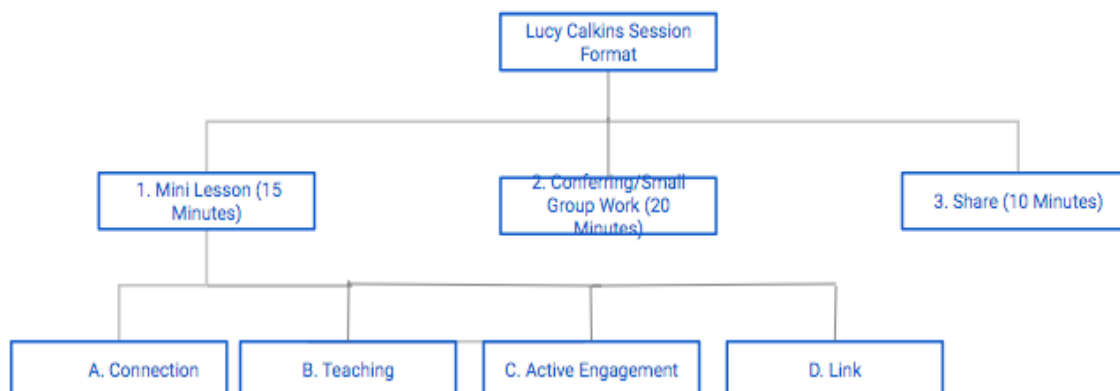 Lucy Calkins Session
Format
1. Mini Lesson (15
Minutes)
2. Conferring/Small
Group Work (20
Minutes)
3. Share (10 Minutes)
A. Connection
B. Teaching
C. Active Engagement
D. Link